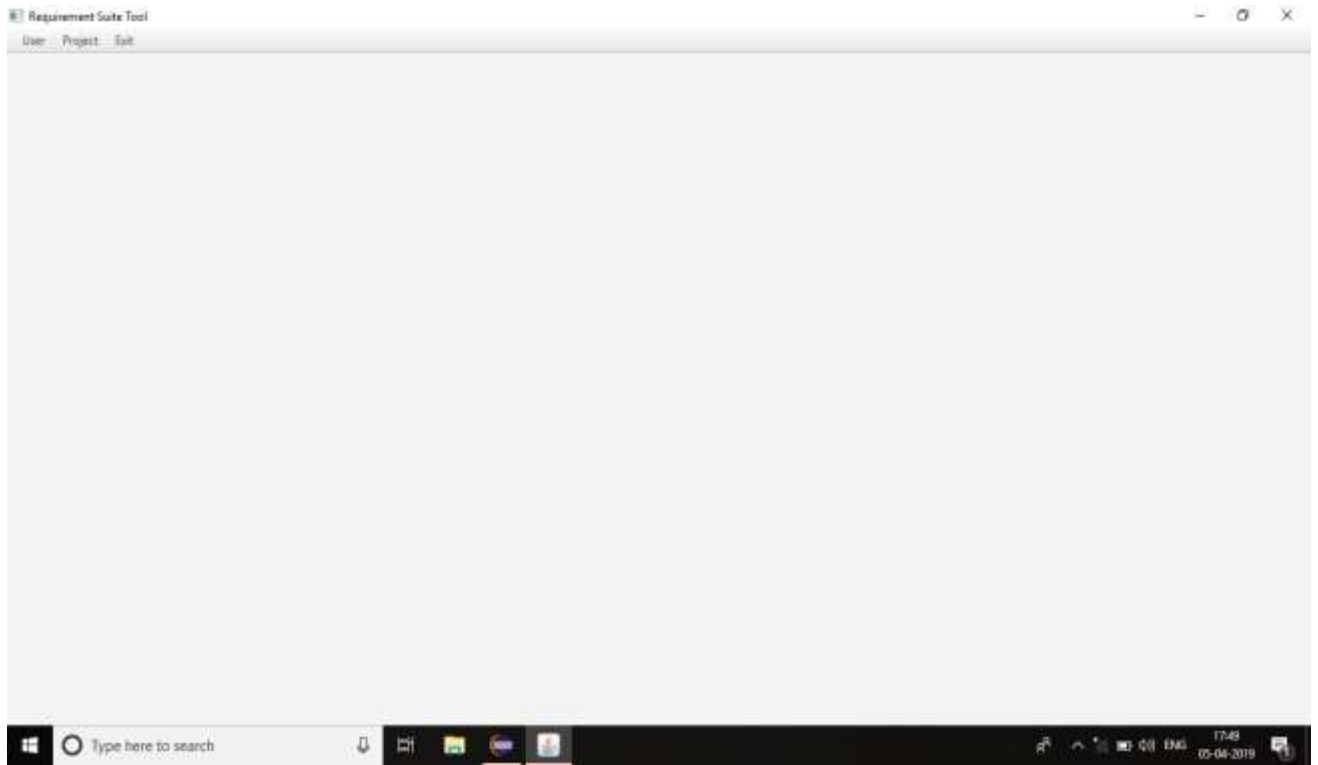 Requirement Suite Tool
User Project Exit
Type here to search
ENG
17:49
05-04-2019